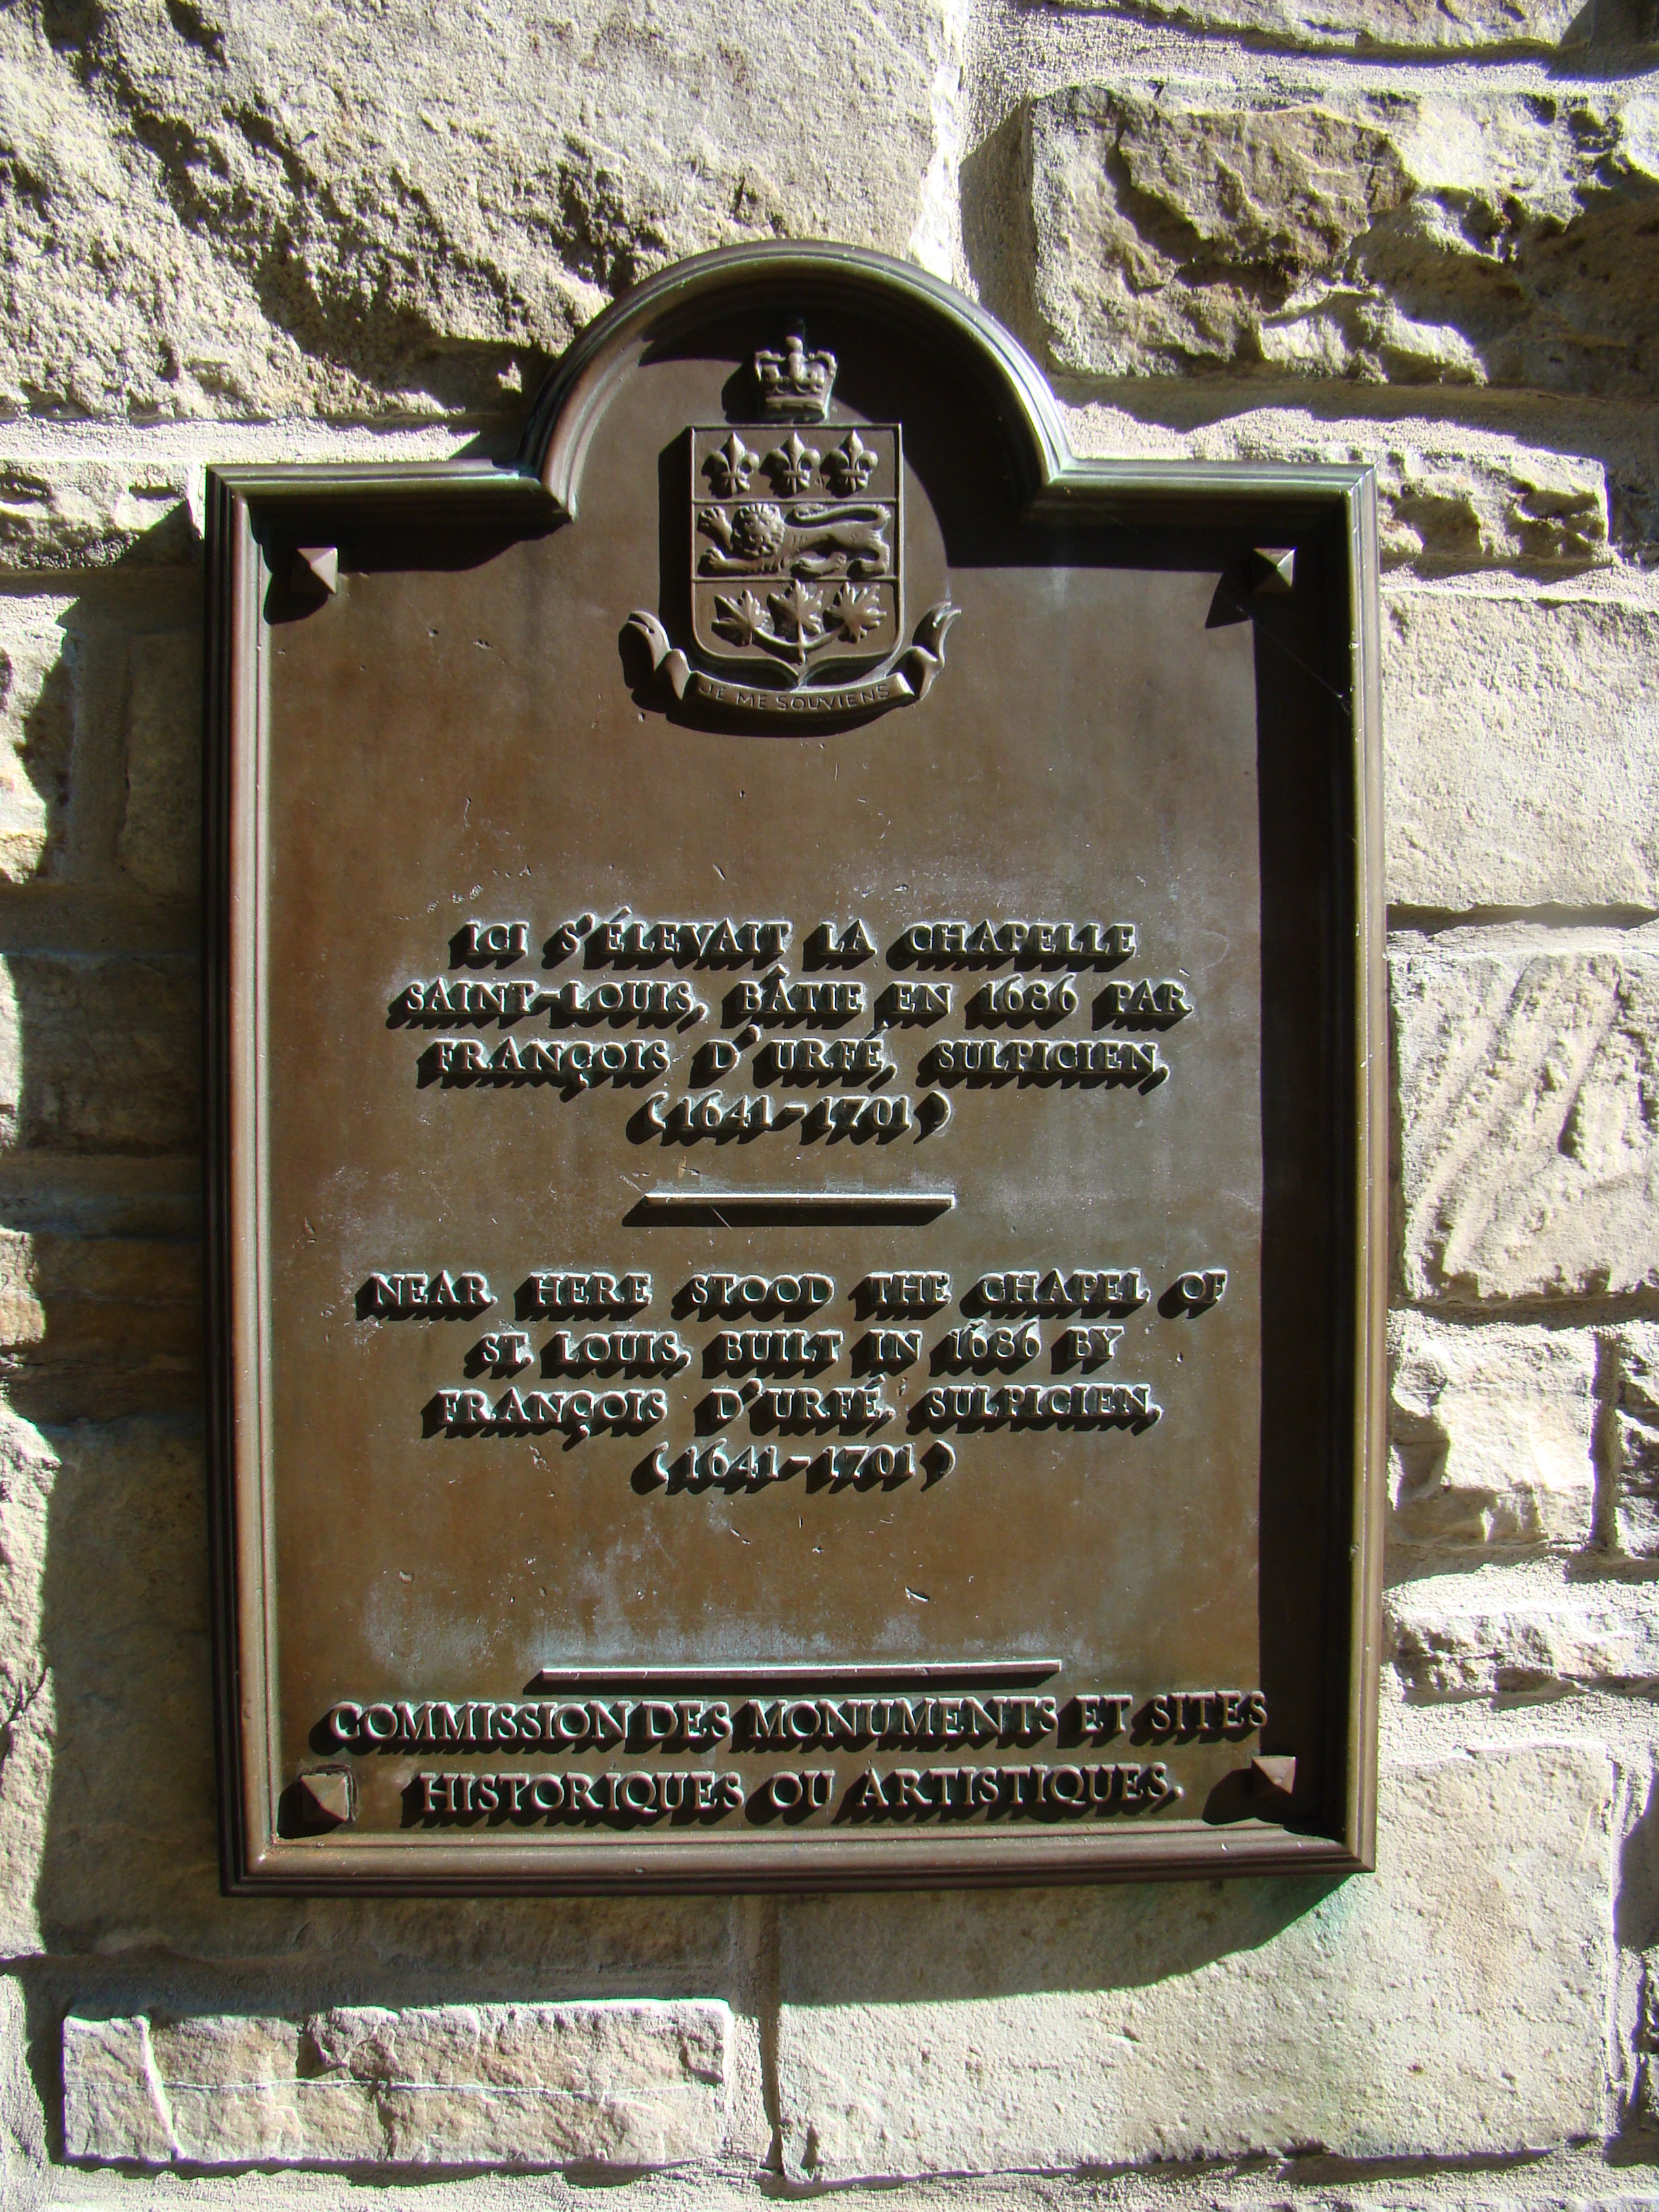 JE ME SOUVIENS
ICI S'ÉLEVAIT LA CHAPELLE
SAINT-LOUIS, BÂTIE EN 1686 PAR
FRANÇOIS D'URFÉ, SULPICIEN,
(1641-1701)
NEAR HERE STOOD THE CHAPEL OF
ST. LOUIS, BUILT IN 1686 BY
FRANÇOIS D'URFÉ, SULPICIEN,
(1641-1701)
COMMISSION DES MONUMENTS ET SITES
HISTORIQUES OU ARTISTIQUES.